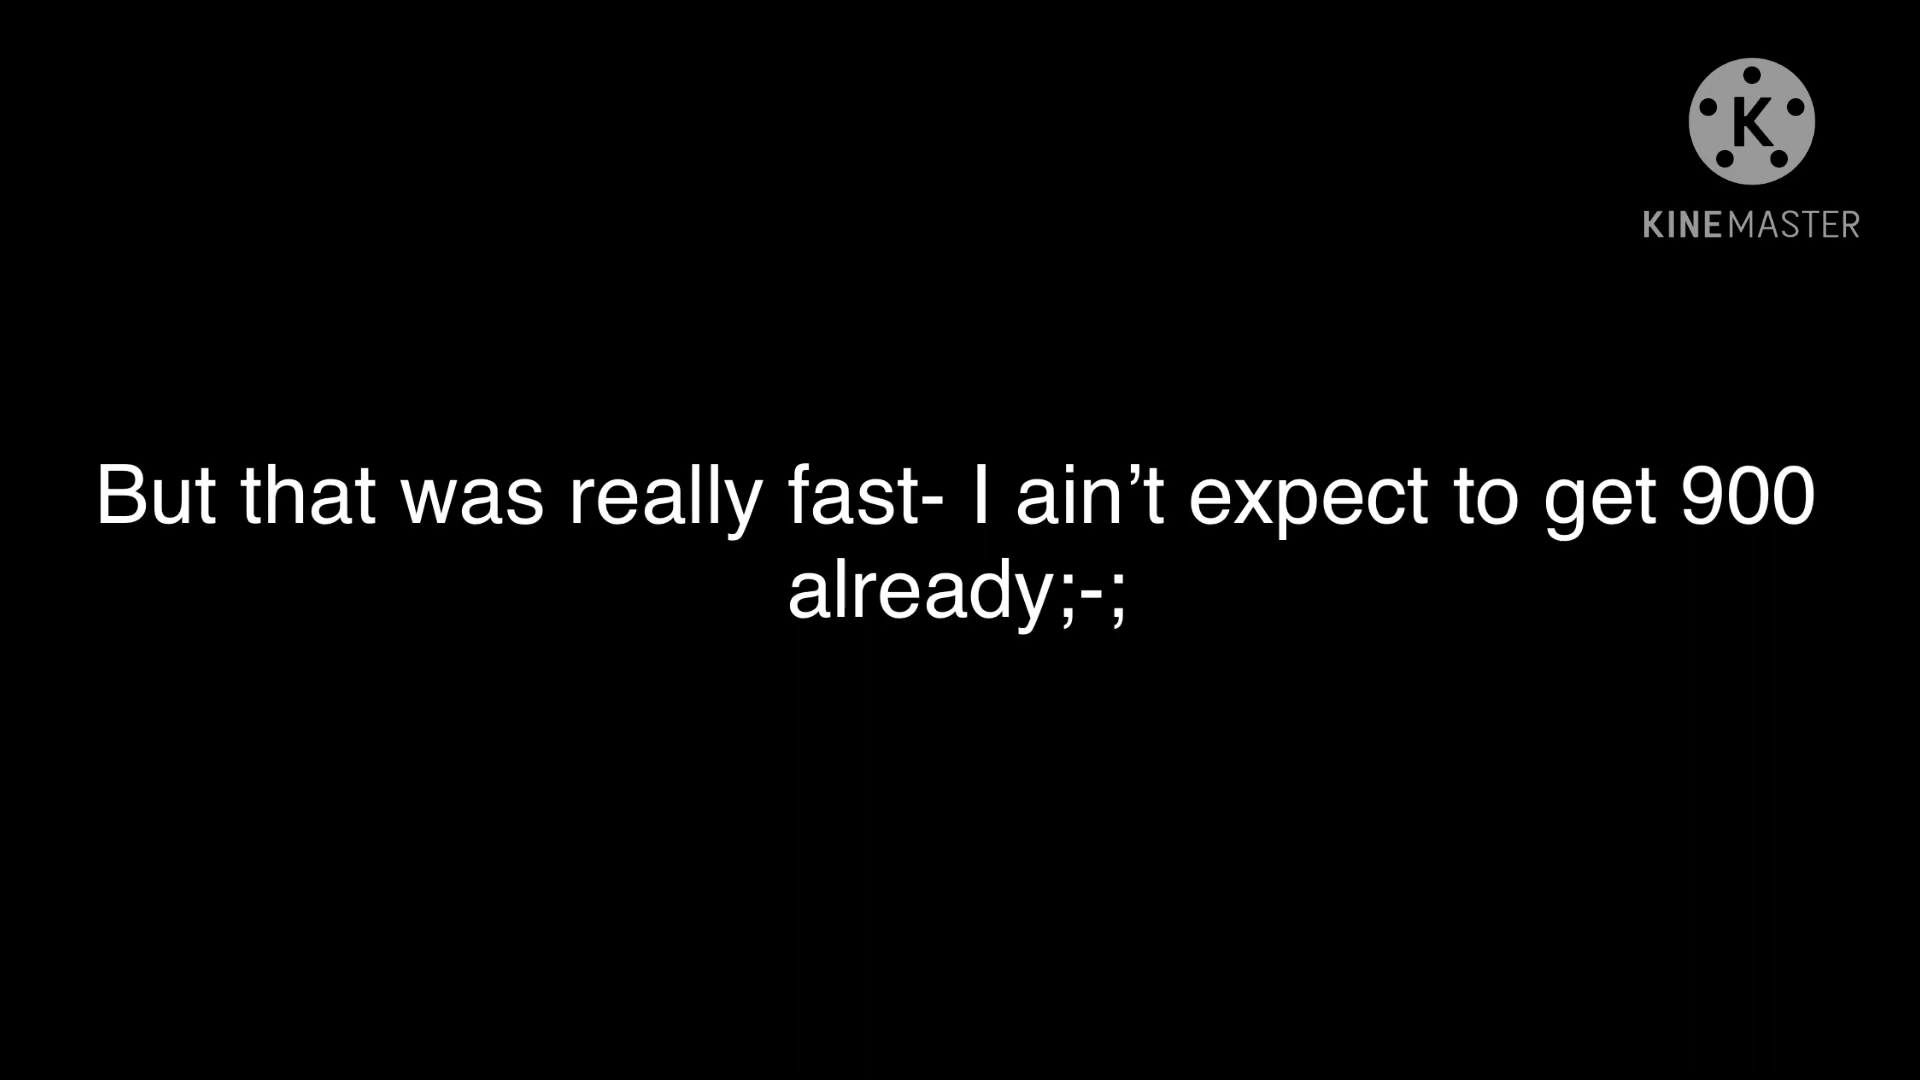 K
KINEMASTER
But that was really fast- I ain’t expect to get 900
already;-;